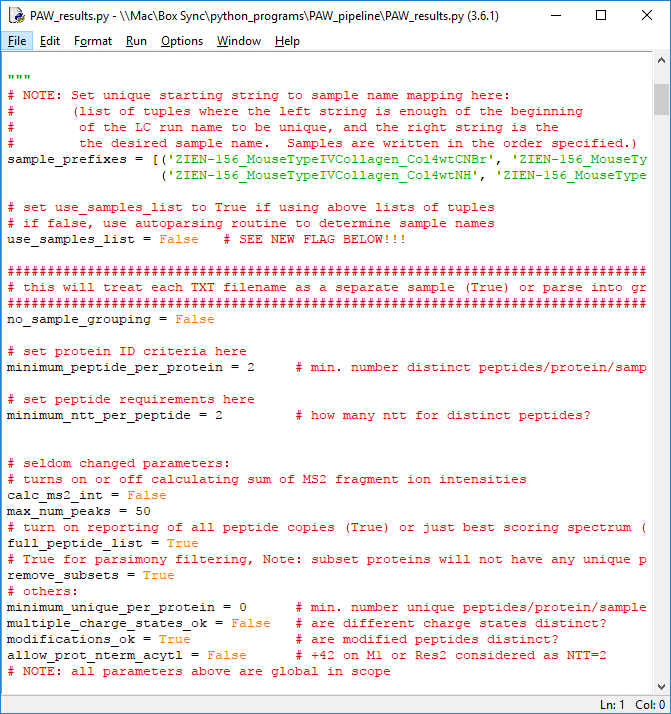 PAW_results.py - \\Mac\Box Sync\python_programs\PAW_pipeline\PAW_results.py (3.6.1)
File Edit Format Run Options Window Help
"""
# NOTE: Set unique starting string to sample name mapping here:
#       (list of tuples where the left string is enough of the beginning
#        of the LC run name to be unique, and the right string is the
#        the desired sample name.  Samples are written in the order specified.)
sample_prefixes = [('ZIEN-156_MouseTypeIVCollagen_Col4wtCNBr', 'ZIEN-156_MouseTy
                   ('ZIEN-156_MouseTypeIVCollagen_Col4wtNH', 'ZIEN-156_MouseType
# set use_samples_list to True if using above lists of tuples
# if false, use autoparsing routine to determine sample names
use_samples_list = False   # SEE NEW FLAG BELOW!!!
################################################################################
# this will treat each TXT filename as a separate sample (True) or parse into gr
################################################################################
no_sample_grouping = False
# set protein ID criteria here
minimum_peptide_per_protein = 2     # min. number distinct peptides/protein/samp
# set peptide requirements here
minimum_ntt_per_peptide = 2         # how many ntt for distinct peptides?
# seldom changed parameters:
# turns on or off calculating sum of MS2 fragment ion intensities
calc_ms2_int = False
max_num_peaks = 50
# turn on reporting of all peptide copies (True) or just best scoring spectrum (
full_peptide_list = True
# True for parsimony filtering, Note: subset proteins will not have any unique p
remove_subsets = True
# others:
minimum_unique_per_protein = 0      # min. number unique peptides/protein/sample
multiple_charge_states_ok = False   # are different charge states distinct?
modifications_ok = True             # are modified peptides distinct?
allow_prot_nterm_acytl = False      # +42 on M1 or Res2 considered as NTT=2
# NOTE: all parameters above are global in scope
Ln: 1 Col: 0